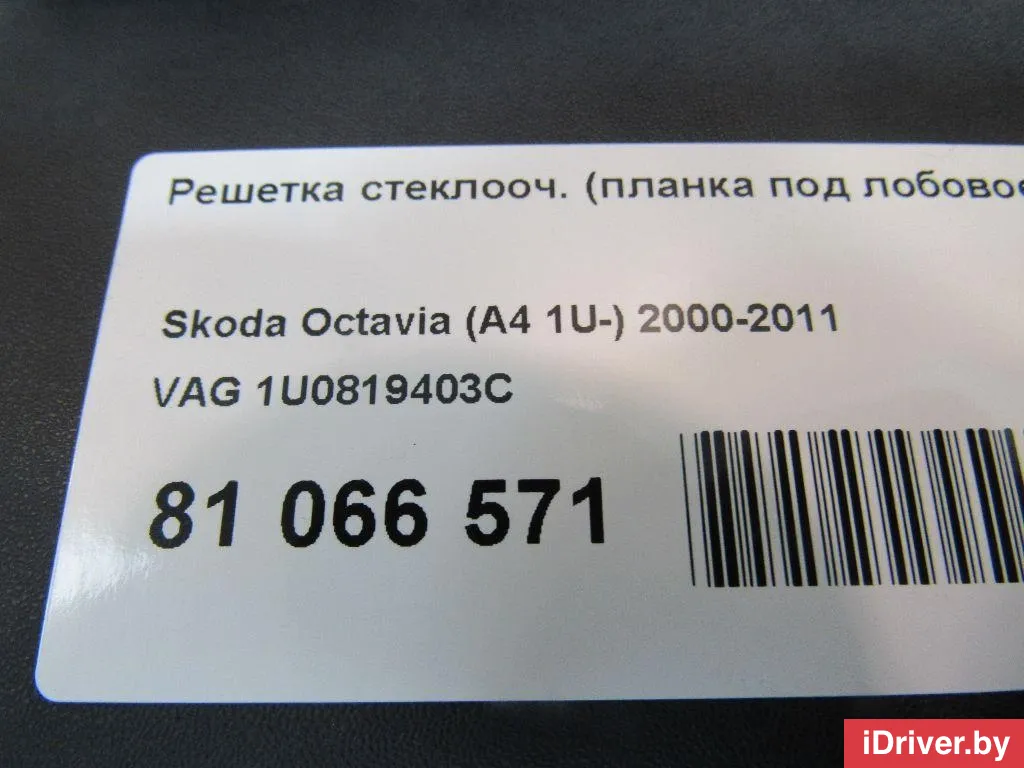 Решетка стеклооч. (планка под лобовое
Skoda Octavia (A4 1U-) 2000-2011
VAG 1U0819403C
81 066 571
iDriver.by